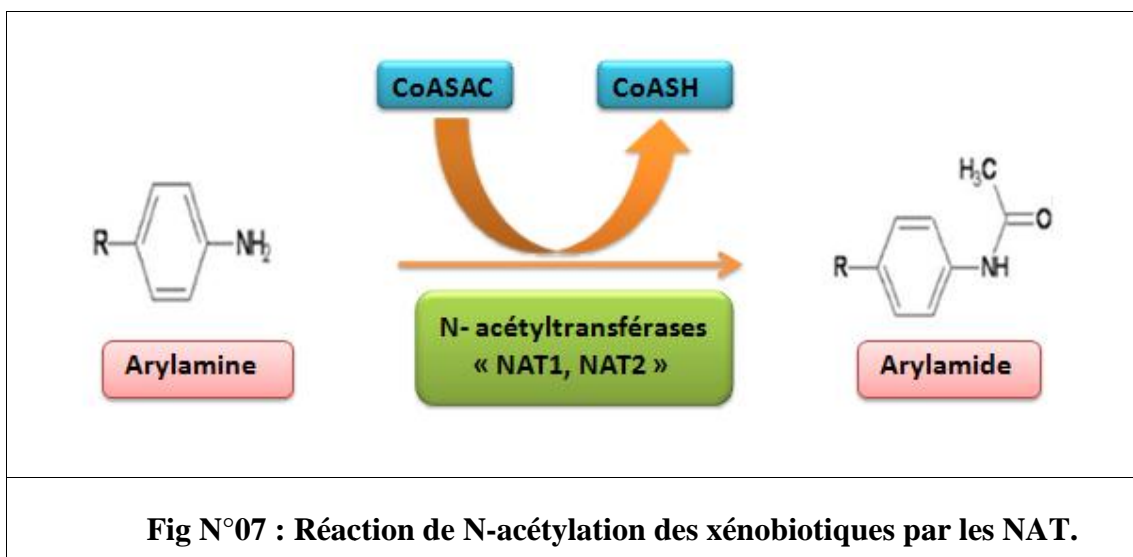 CoASAC CoASH
H₃C
O
R NH₂
R NH
N- acétyltransférases
« NAT1, NAT2 »
Arylamine
Arylamide
Fig N°07 : Réaction de N-acétylation des xénobiotiques par les NAT.